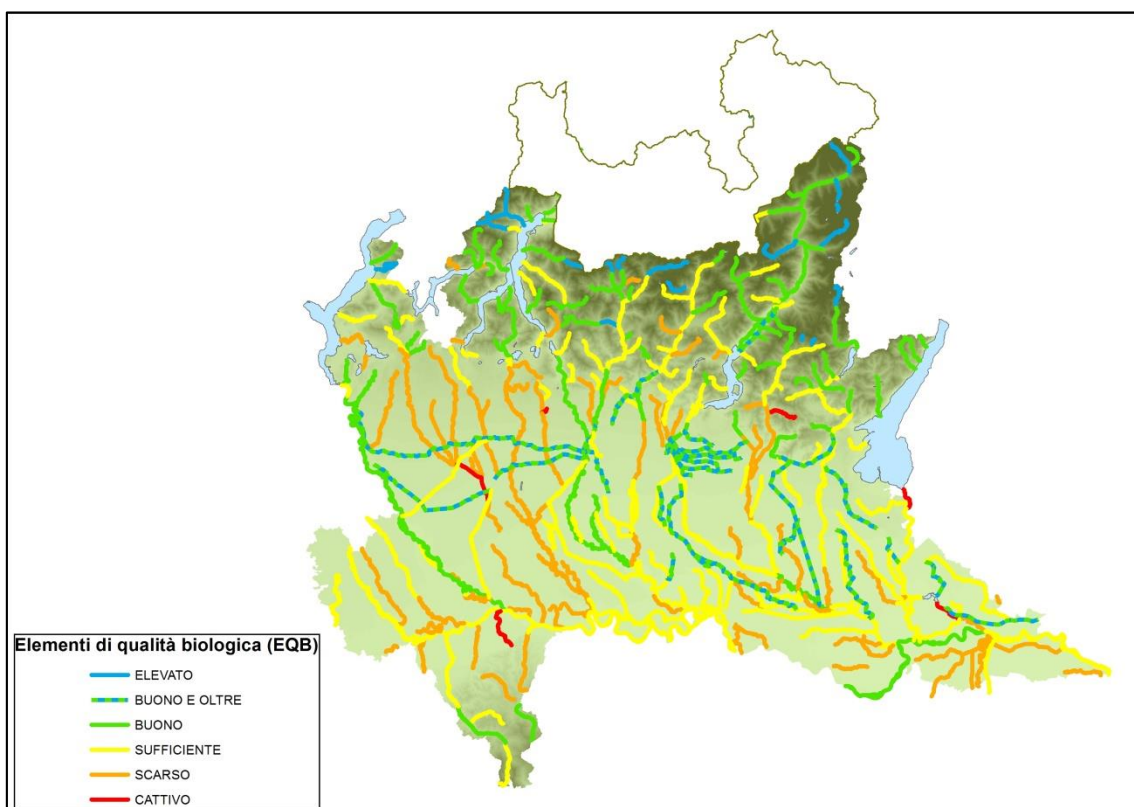 Elementi di qualità biologica (EQB)
ELEVATO
BUONO E OLTRE
BUONO
SUFFICIENTE
SCARSO
CATTIVO